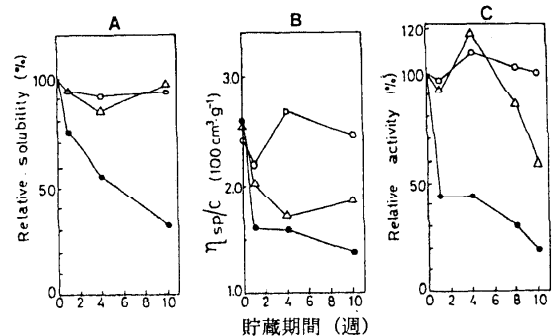 A
B
C
Relative solubility (%)
100
50
0
0 2 4 6 8 10
ηsp/C (100 cm³·g⁻¹)
3.0
2.0
1.0
0 2 4 6 8 10
Relative activity (%)
120
100
50
0
0 2 4 6 8 10
貯蔵期間 (週)